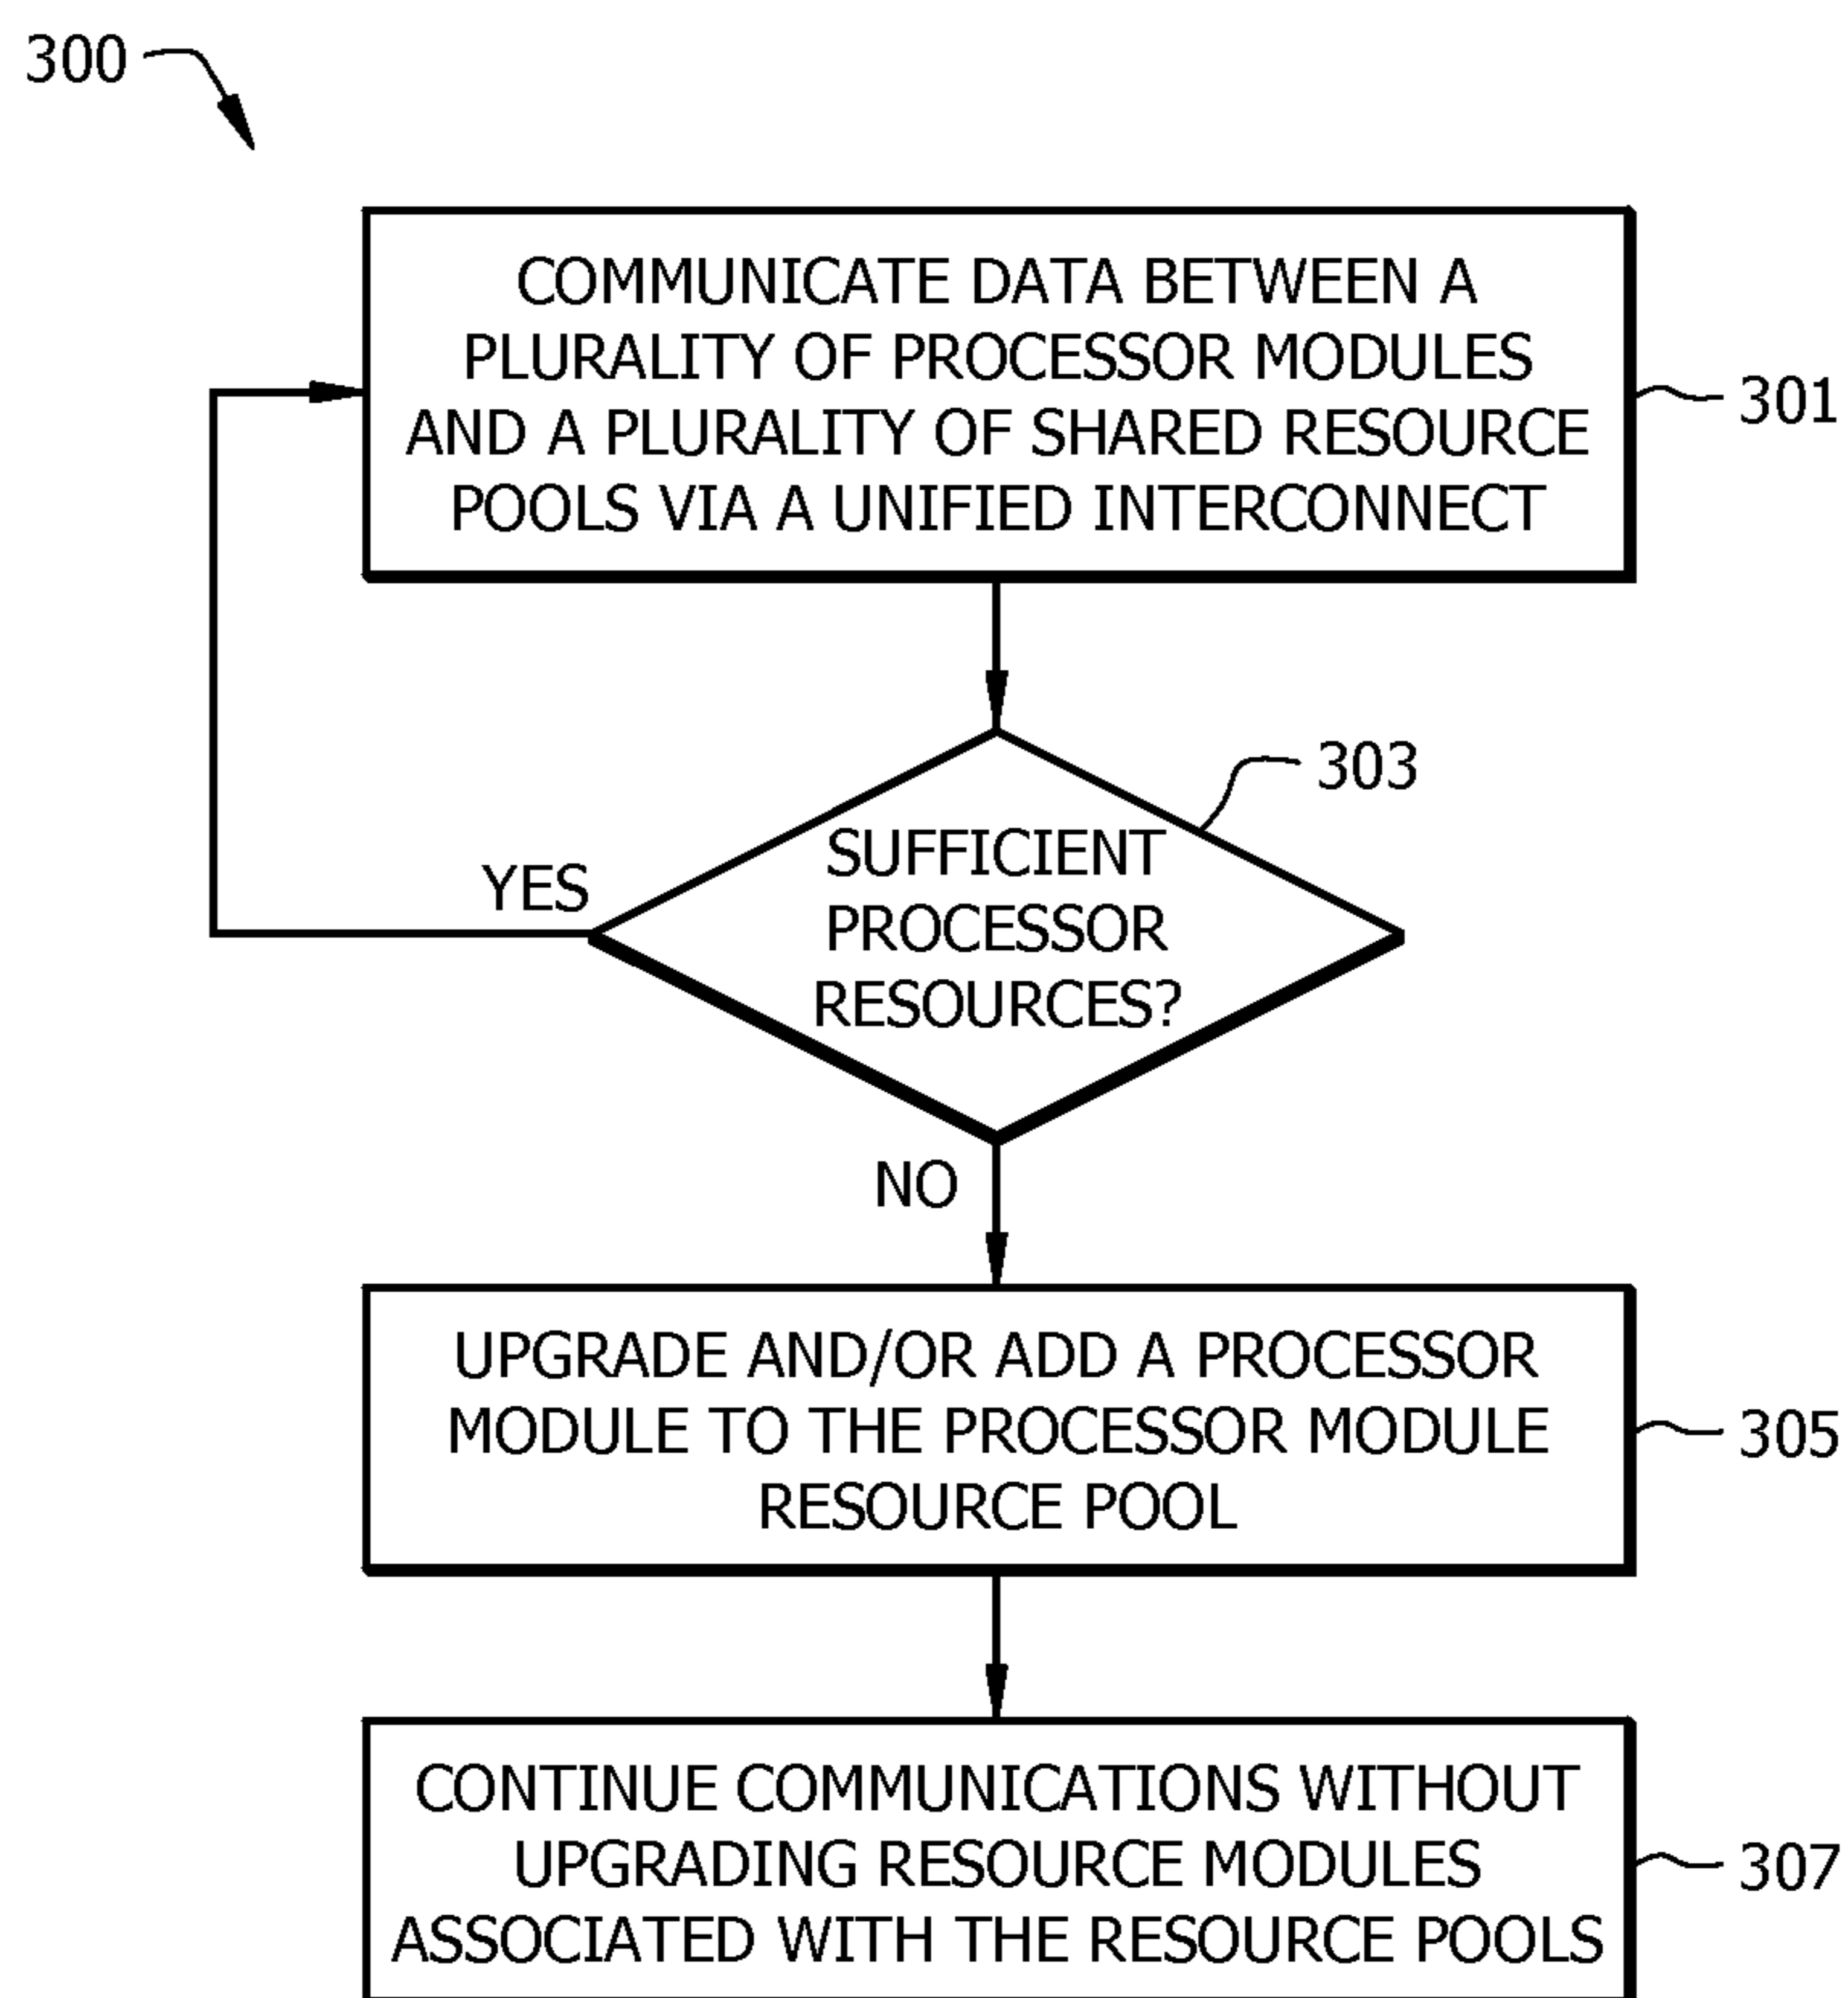 300
COMMUNICATE DATA BETWEEN A
PLURALITY OF PROCESSOR MODULES
AND A PLURALITY OF SHARED RESOURCE
POOLS VIA A UNIFIED INTERCONNECT
301
303
SUFFICIENT
PROCESSOR
RESOURCES?
YES
NO
UPGRADE AND/OR ADD A PROCESSOR
MODULE TO THE PROCESSOR MODULE
RESOURCE POOL
305
CONTINUE COMMUNICATIONS WITHOUT
UPGRADING RESOURCE MODULES
ASSOCIATED WITH THE RESOURCE POOLS
307